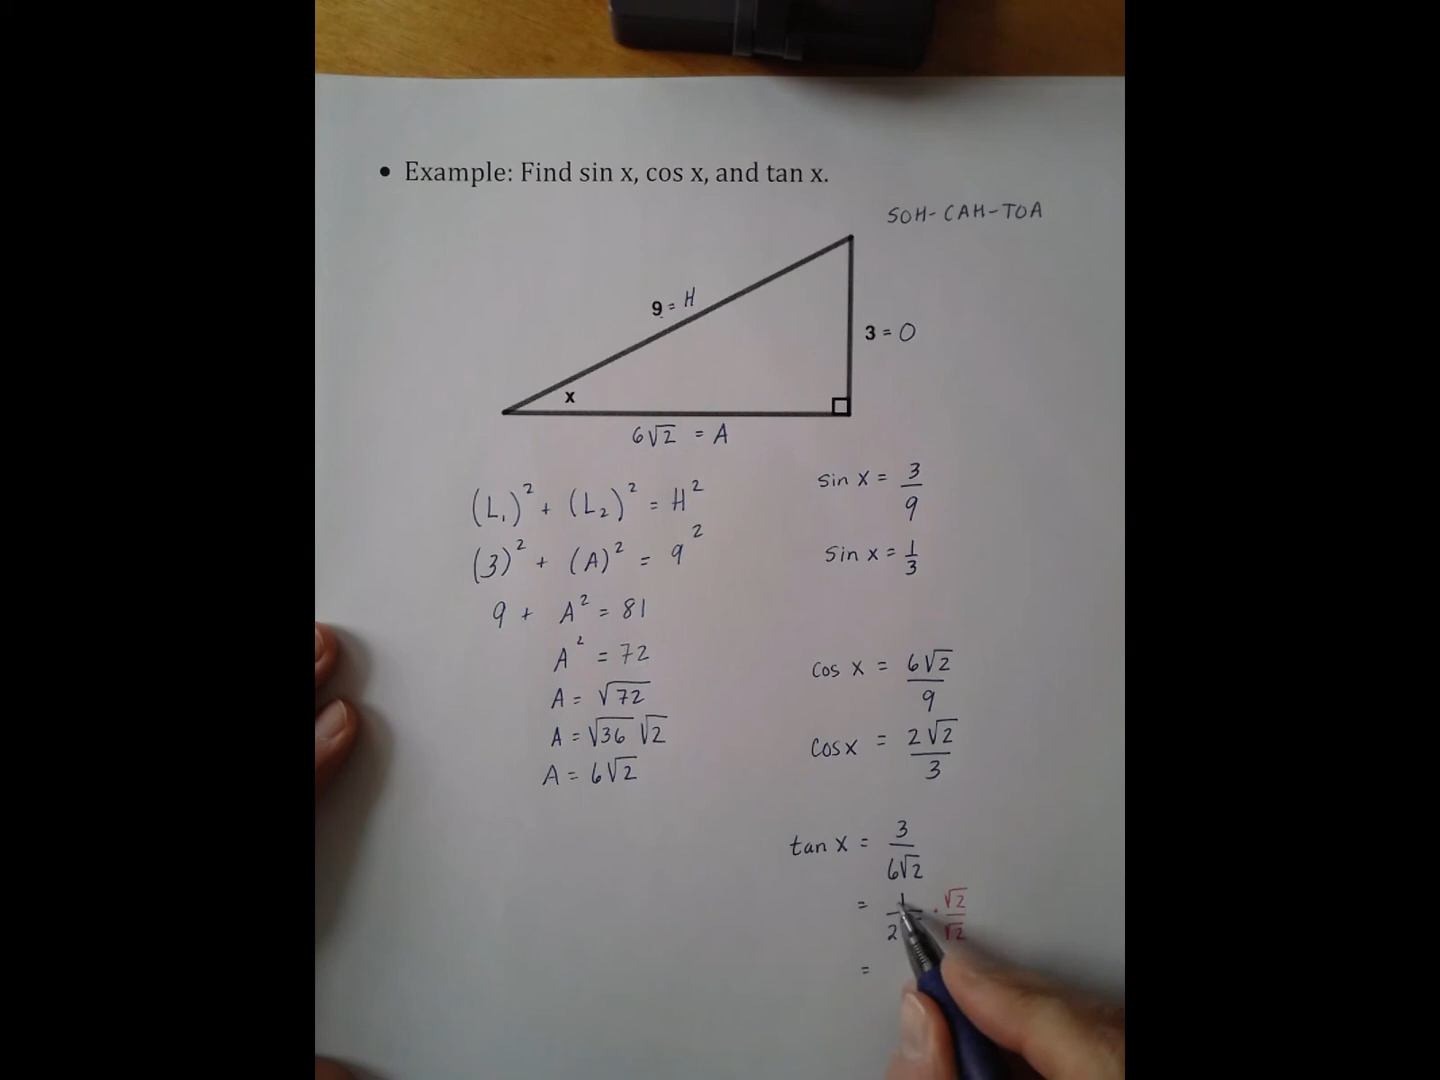 • Example: Find sin x, cos x, and tan x.
SOH-CAH-TOA
9 = H
3 = O
x
6√2 = A
(L₁)² + (L₂)² = H²
(3)² + (A)² = 9²
9 + A² = 81
A² = 72
A = √72
A = √36 √2
A = 6√2
sin x = 3/9
sin x = 1/3
cos x = 6√2/9
cos x = 2√2/3
tan x = 3/6√2
= 1/2 · √2/√2
=